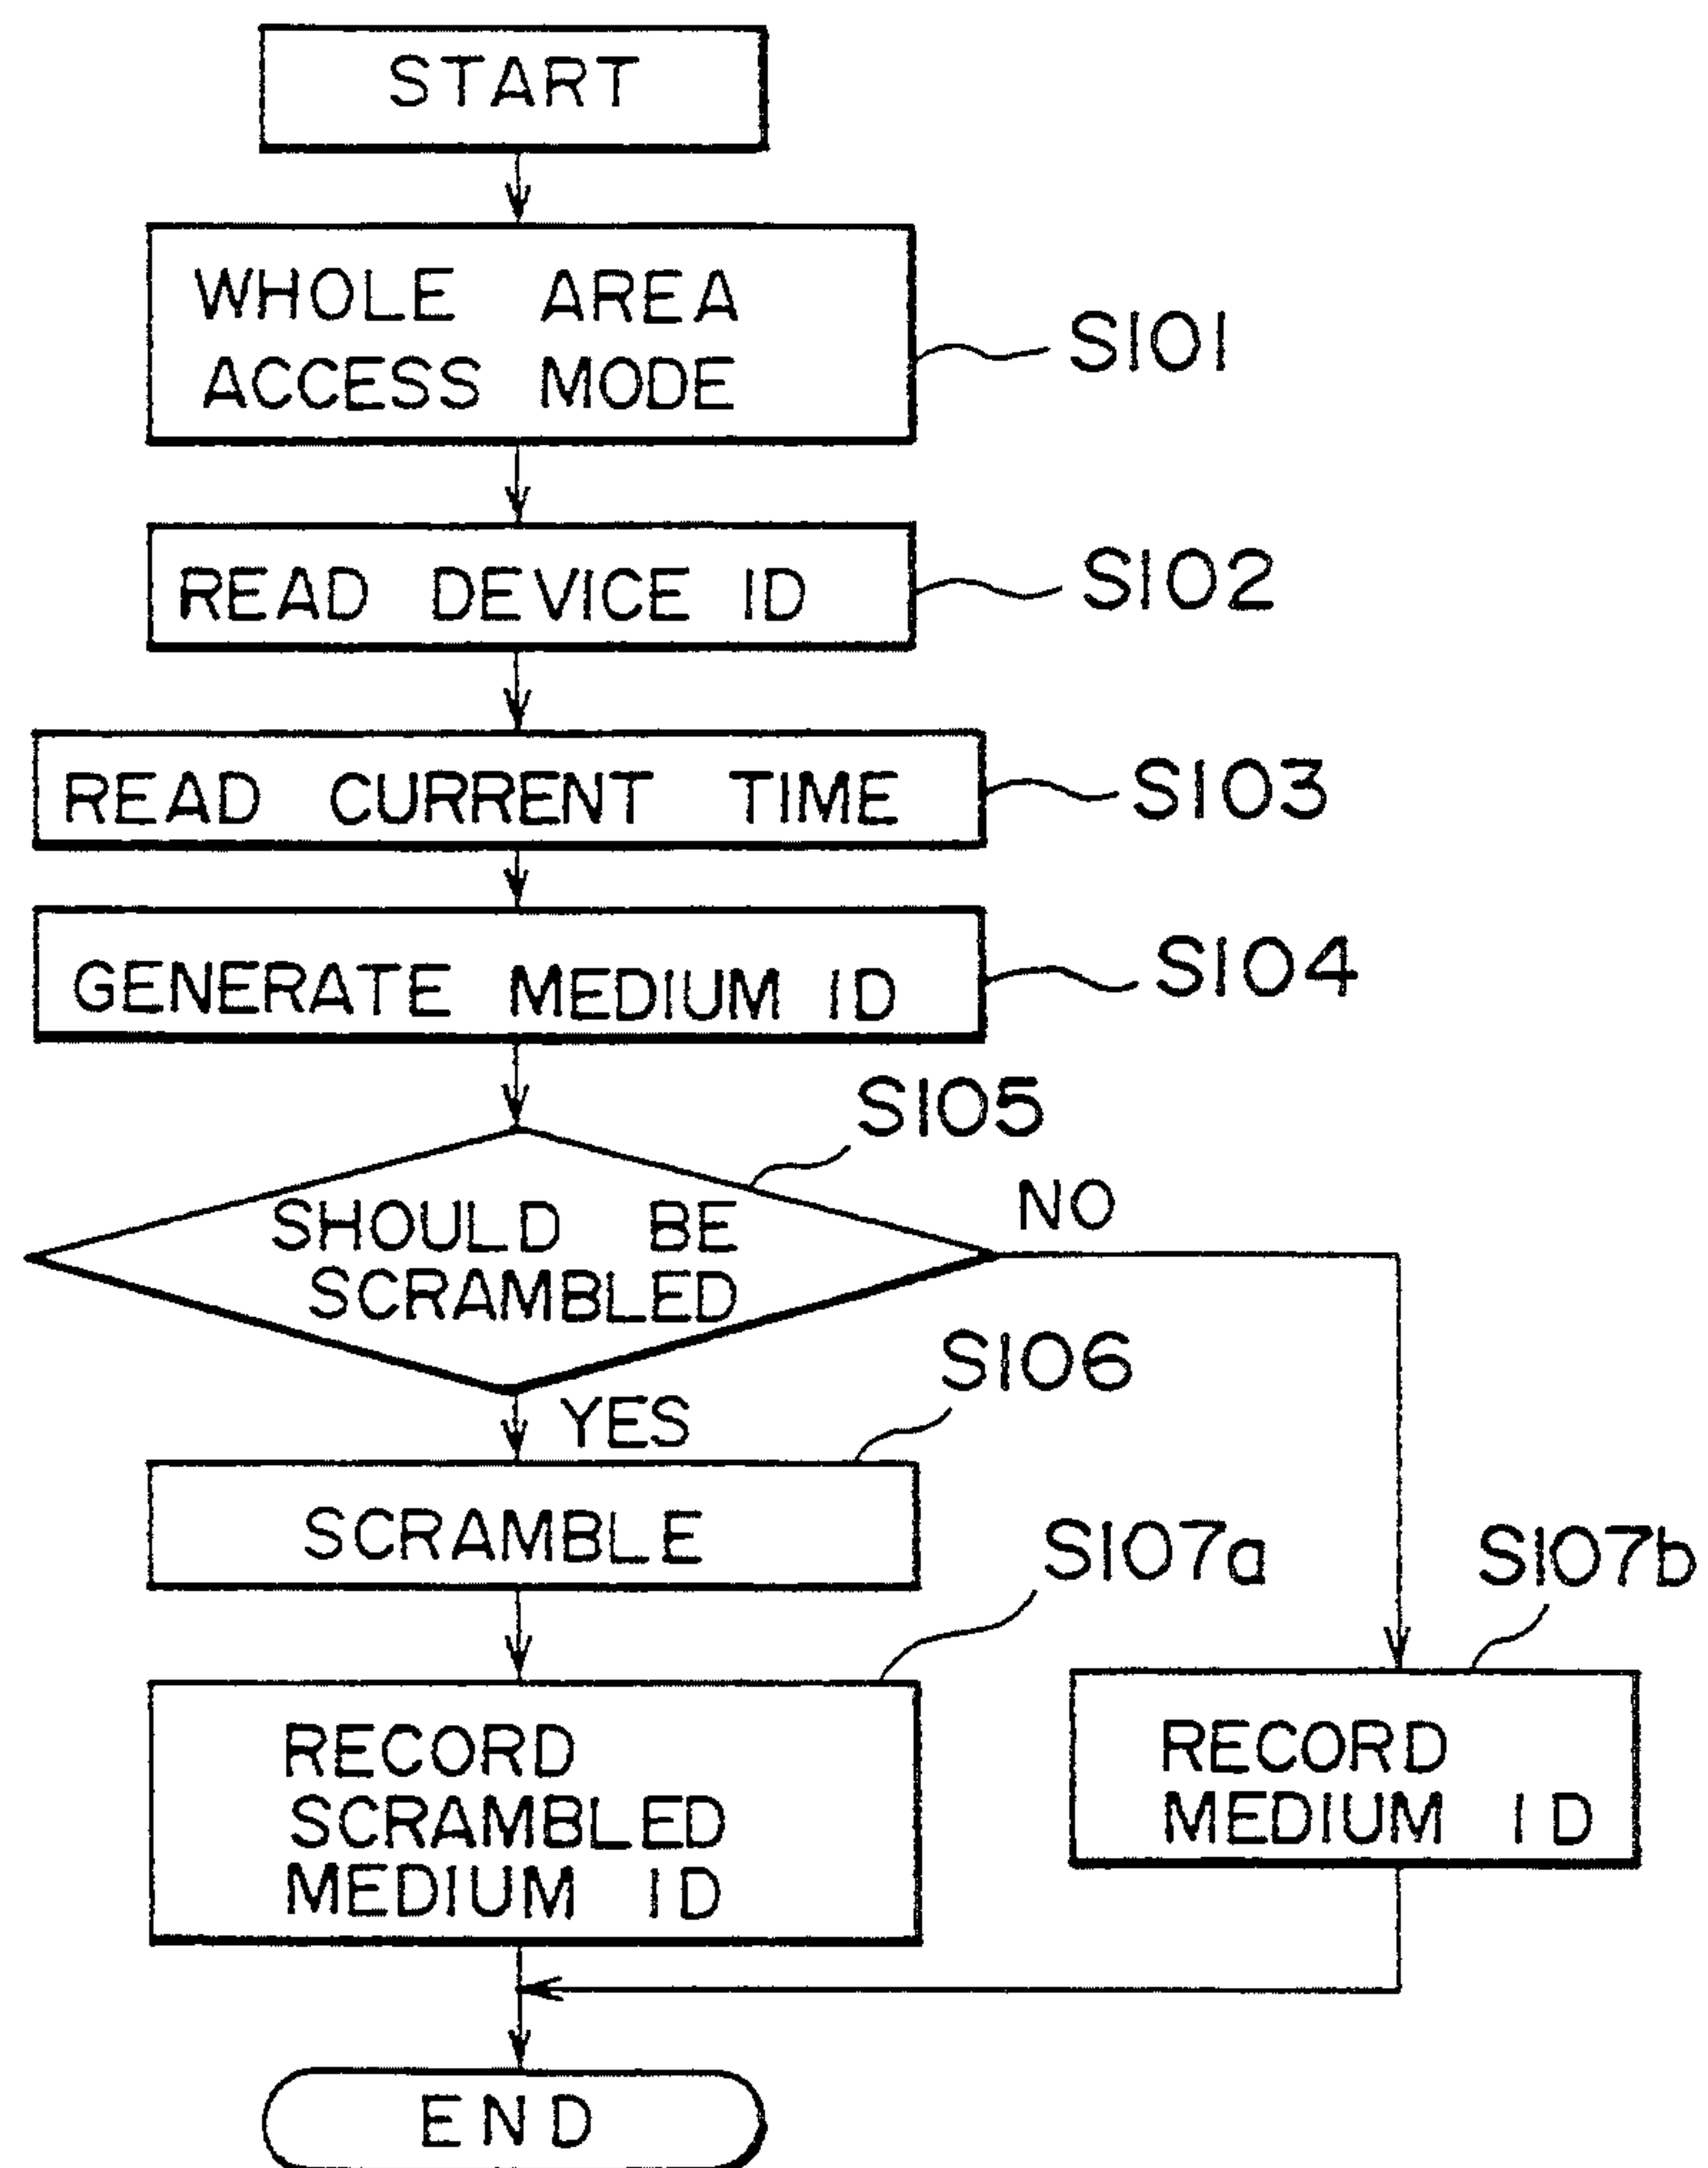 START
WHOLE AREA
ACCESS MODE
S101
READ DEVICE ID
S102
READ CURRENT TIME
S103
GENERATE MEDIUM ID
S104
S105
SHOULD BE
SCRAMBLED
NO
YES
S106
SCRAMBLE
S107a
S107b
RECORD
SCRAMBLED
MEDIUM ID
RECORD
MEDIUM ID
END